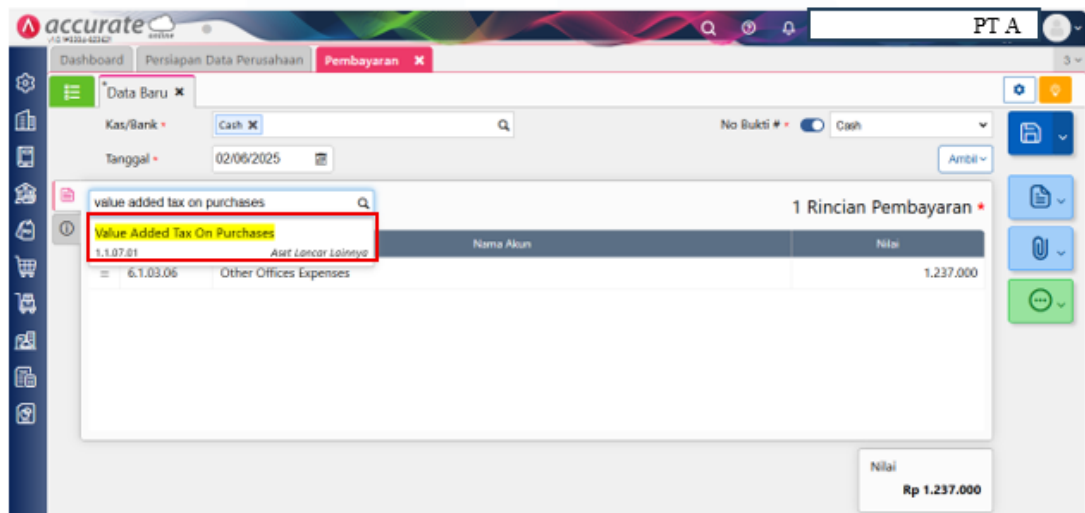 accurate
online
PT A
Dashboard Persiapan Data Perusahaan Pembayaran ×
3
*Data Baru ×
Kas/Bank * Cash × No Bukti # * Cash
Tanggal * 02/06/2025 Ambil
value added tax on purchases
1 Rincian Pembayaran *
Value Added Tax On Purchases
1.1.07.01 Aset Lancar Lainnya
Nama Akun Nilai
6.1.03.06 Other Offices Expenses 1.237.000
Nilai
Rp 1.237.000